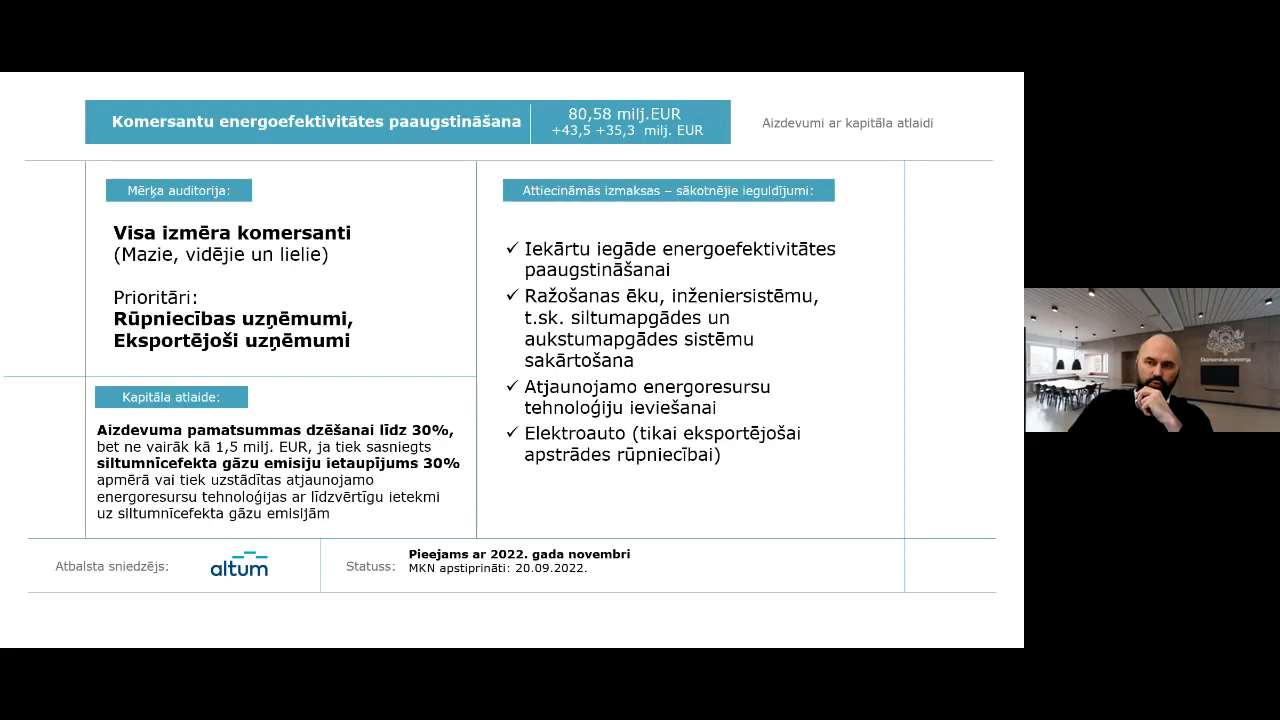 Komersantu energoefektivitātes paaugstināšana
80,58 milj.EUR
+43,5 +35,3 milj. EUR
Aizdevumi ar kapitāla atlaidi
Mērķa auditorija:
Visa izmēra komersanti
(Mazie, vidējie un lielie)
Prioritāri:
Rūpniecības uzņēmumi,
Eksportējoši uzņēmumi
Kapitāla atlaide:
Aizdevuma pamatsummas dzēšanai līdz 30%,
bet ne vairāk kā 1,5 milj. EUR, ja tiek sasniegts
siltumnīcefekta gāzu emisiju ietaupījums 30%
apmērā vai tiek uzstādītas atjaunojamo
energoresursu tehnoloģijas ar līdzvērtīgu ietekmi
uz siltumnīcefekta gāzu emisijām
Attiecināmās izmaksas – sākotnējie ieguldījumi:
✓ Iekārtu iegāde energoefektivitātes
paaugstināšanai
✓ Ražošanas ēku, inženiersistēmu,
t.sk. siltumapgādes un
aukstumapgādes sistēmu
sakārtošana
✓ Atjaunojamo energoresursu
tehnoloģiju ieviešanai
✓ Elektroauto (tikai eksportējošai
apstrādes rūpniecībai)
Atbalsta sniedzējs:
altum
Statuss:
Pieejams ar 2022. gada novembri
MKN apstiprināti: 20.09.2022.
Ekonomikas ministrija